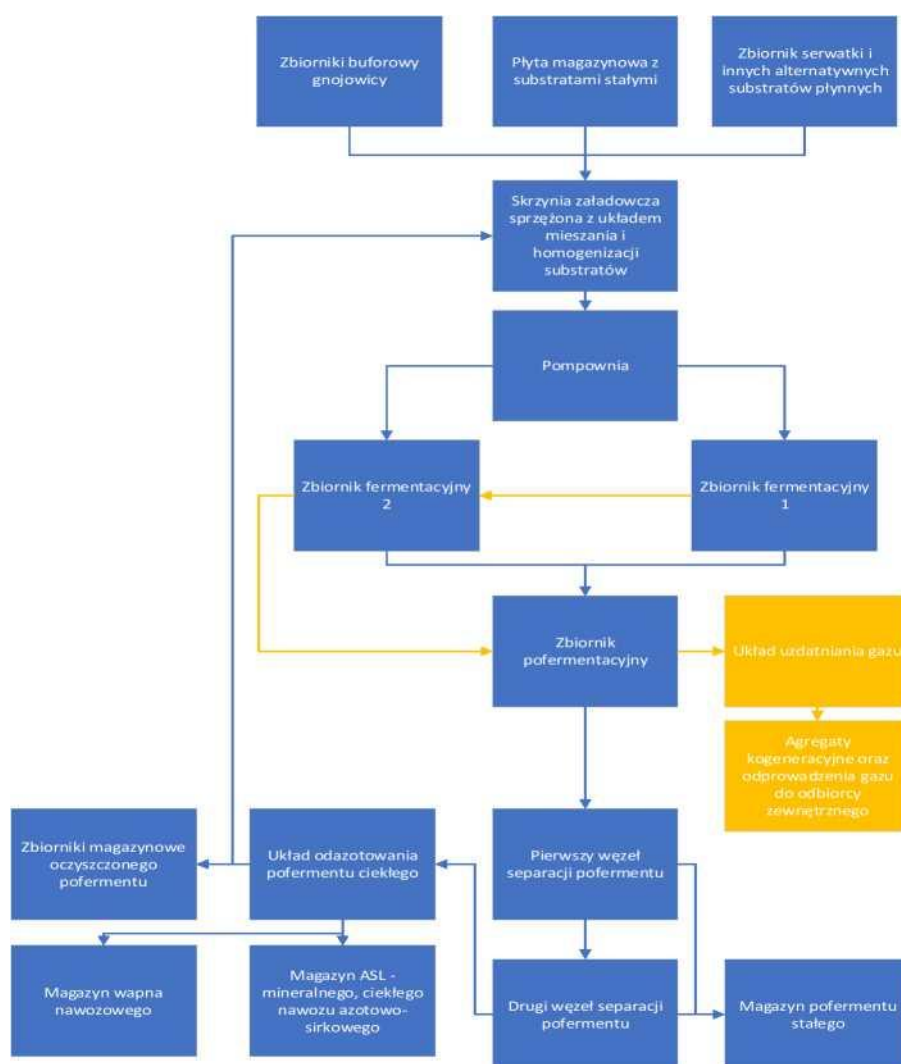 Zbiorniki buforowy
gnojowicy
Płyta magazynowa z
substratami stałymi
Zbiornik serwatki i
innych alternatywnych
substratów płynnych
Skrzynia załadowcza
sprzężona z układem
mieszania i
homogenizacji
substratów
Pompownia
Zbiornik fermentacyjny
2
Zbiornik fermentacyjny
1
Zbiornik
pofermentacyjny
Układ uzdatniania gazu
Agregaty
kogeneracyjne oraz
odprowadzenia gazu
do odbiorcy
zewnętrznego
Zbiorniki magazynowe
oczyszczonego
pofermentu
Układ odazotowania
pofermentu ciekłego
Pierwszy węzeł
separacji pofermentu
Magazyn wapna
nawozowego
Magazyn ASL -
mineralnego, ciekłego
nawozu azotowo-
sirkowego
Drugi węzeł separacji
pofermentu
Magazyn pofermentu
stałego